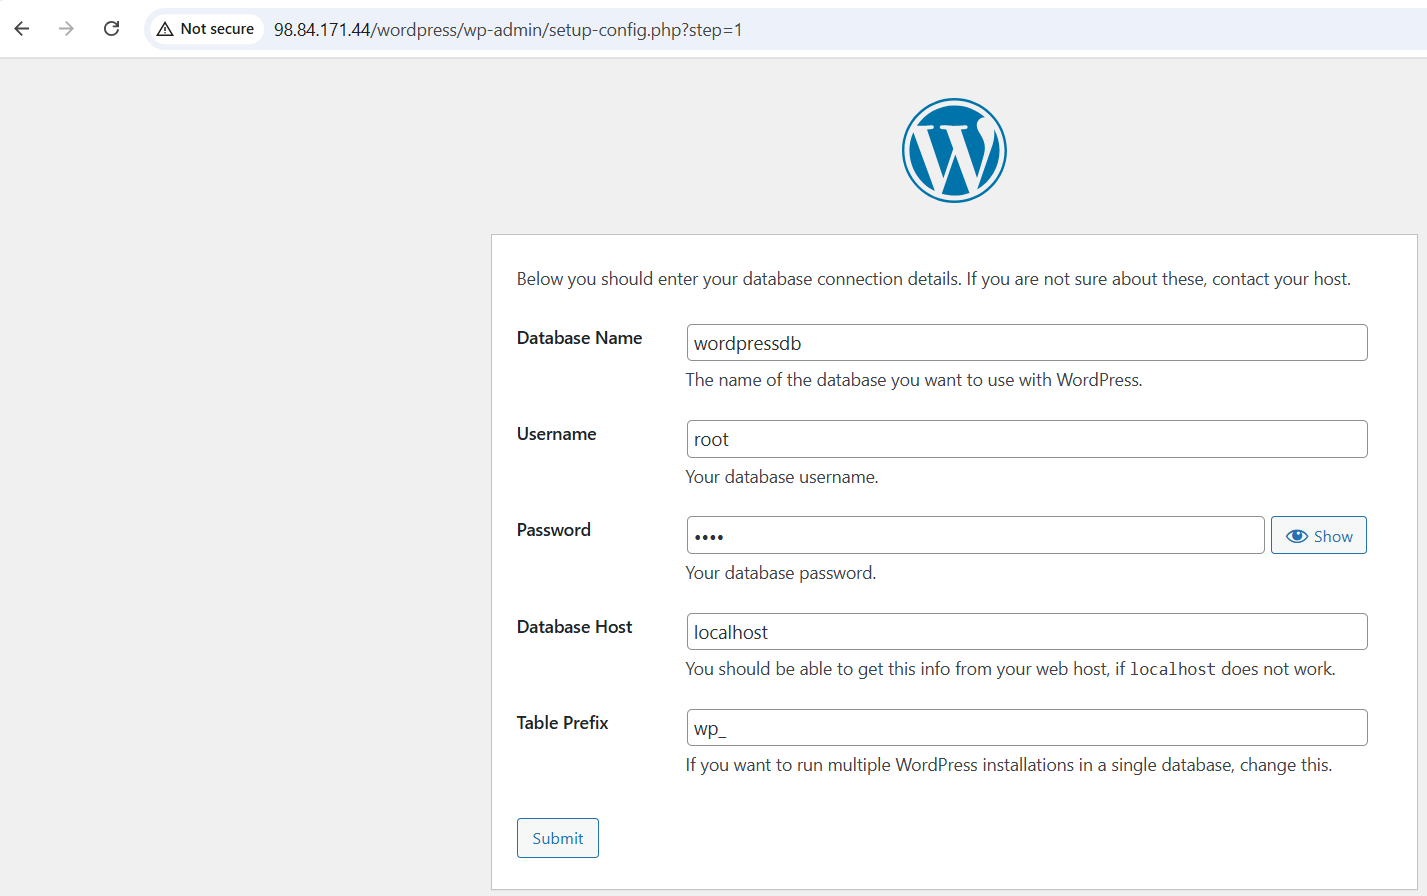 Not secure 98.84.171.44/wordpress/wp-admin/setup-config.php?step=1
Below you should enter your database connection details. If you are not sure about these, contact your host.
Database Name wordpressdb
The name of the database you want to use with WordPress.
Username root
Your database username.
Password •••• Show
Your database password.
Database Host localhost
You should be able to get this info from your web host, if localhost does not work.
Table Prefix wp_
If you want to run multiple WordPress installations in a single database, change this.
Submit